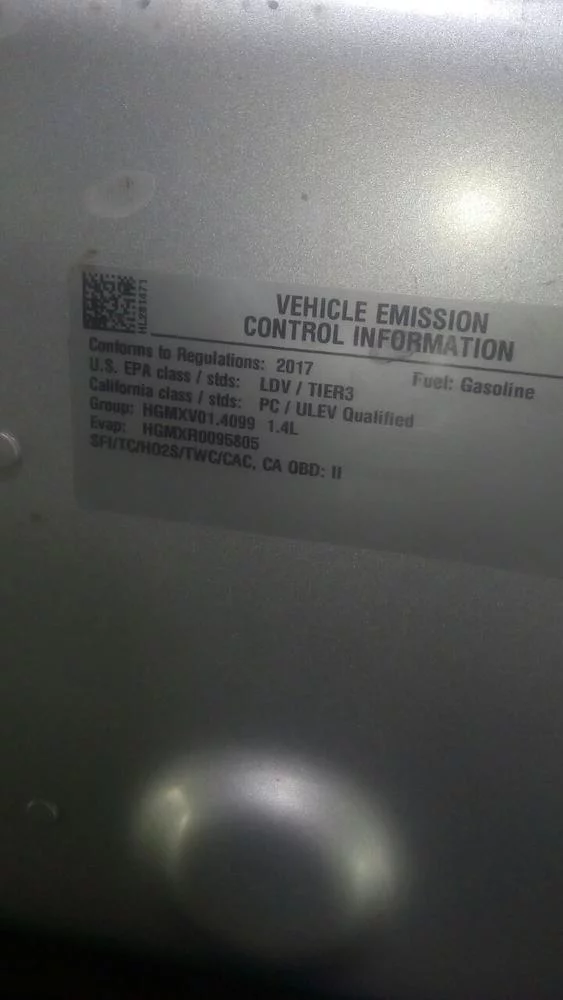 HL281471
VEHICLE EMISSION
CONTROL INFORMATION
Conforms to Regulations: 2017
Fuel: Gasoline
U.S. EPA class / stds: LDV / TIER3
California class / stds: PC / ULEV Qualified
Group: HGMXV01.4099 1.4L
Evap: HGMXR0095805
SFI/TC/HO2S/TWC/CAC, CA OBD: II